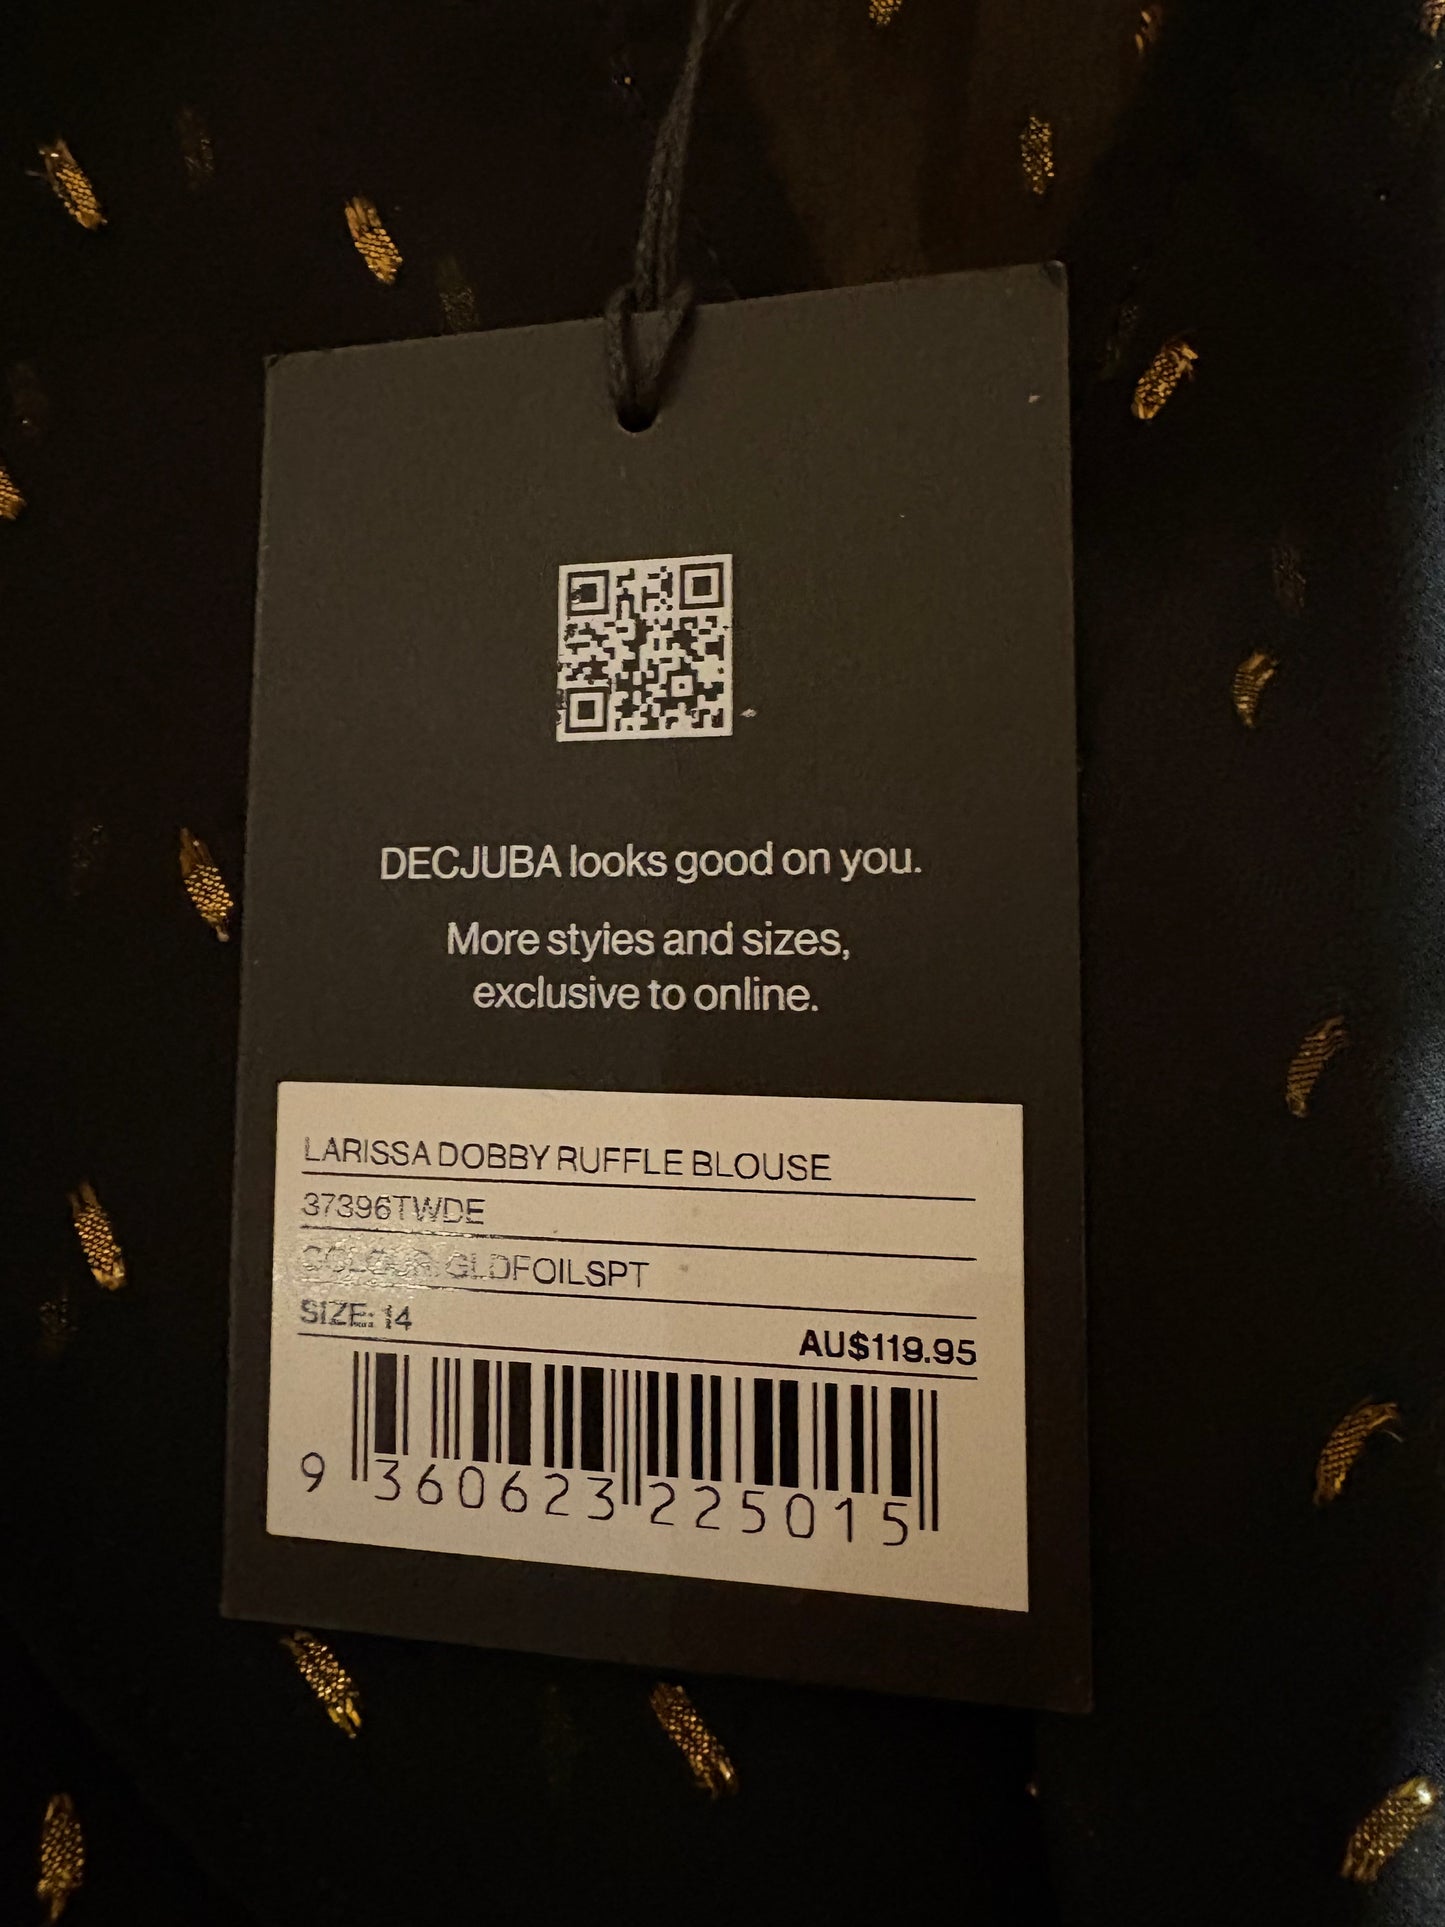 DECJUBA looks good on you.
More styles and sizes,
exclusive to online.
LARISSA DOBBY RUFFLE BLOUSE
37396TWDE
COLOUR: GLDFOILSPT
SIZE: 14
AU$119.95
9 360623 225015